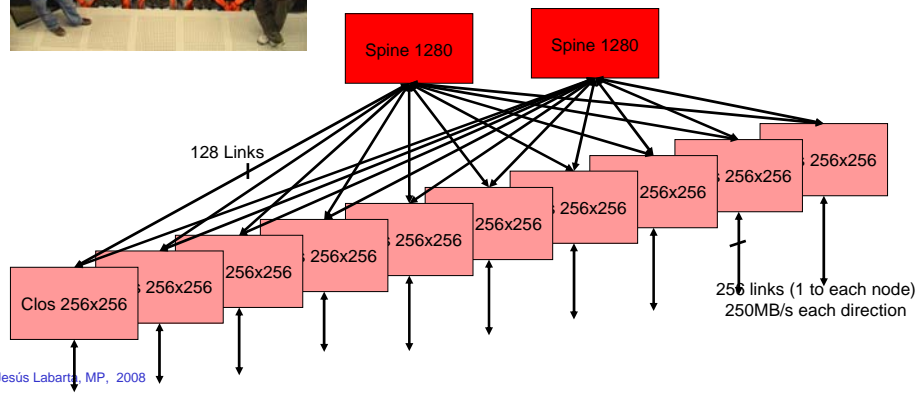 Spine 1280
Spine 1280
128 Links
256x256
256x256
256x256
256x256
256x256
256x256
256x256
256x256
256x256
Clos 256x256
256 links (1 to each node)
250MB/s each direction
Jesús Labarta, MP, 2008